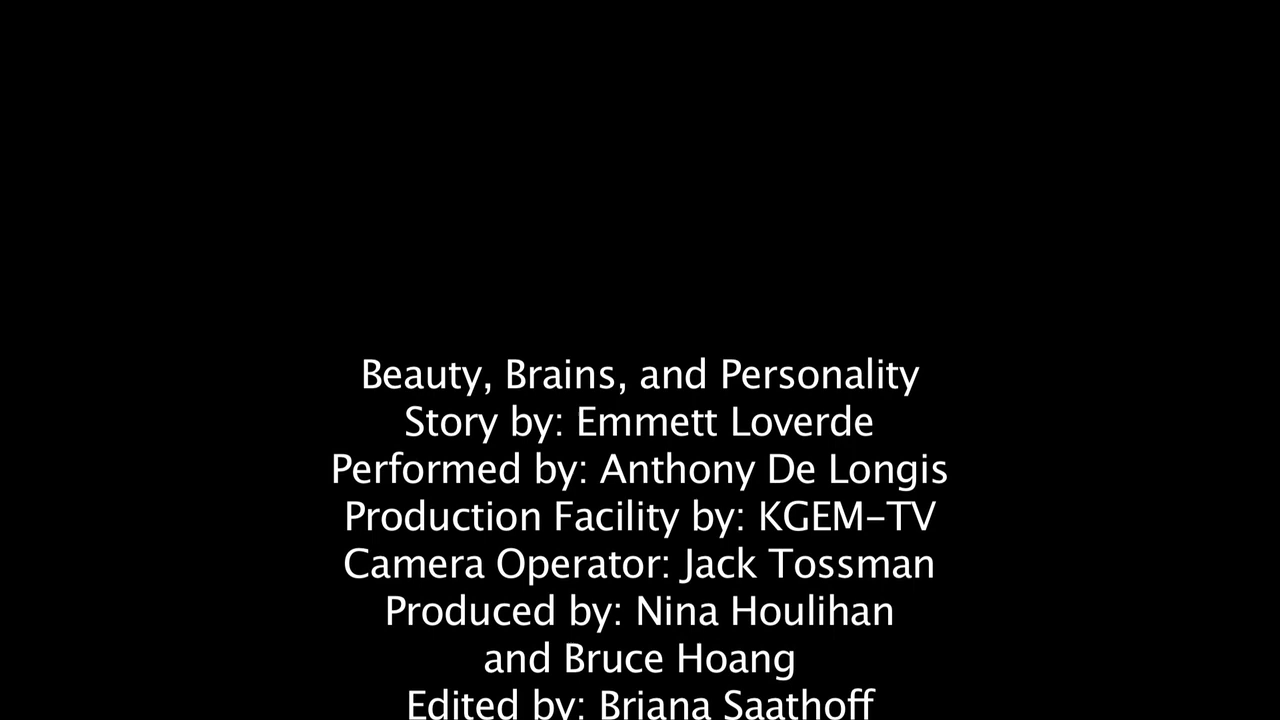 Beauty, Brains, and Personality
Story by: Emmett Loverde
Performed by: Anthony De Longis
Production Facility by: KGEM-TV
Camera Operator: Jack Tossman
Produced by: Nina Houlihan
and Bruce Hoang
Edited by: Briana Saathoff